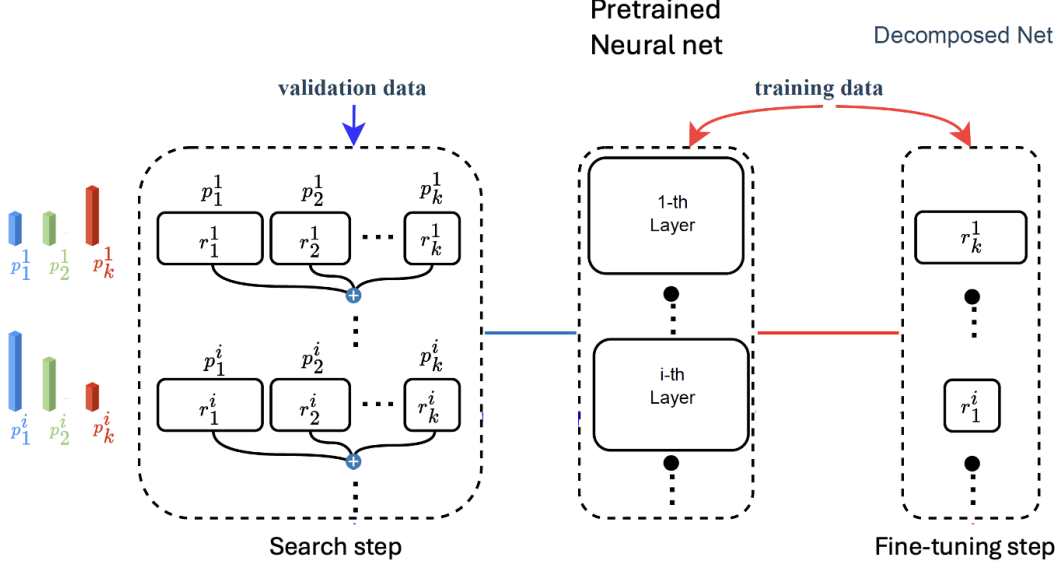 Pretrained
Neural net
Decomposed Net
validation data
training data
p_1^1 p_2^1 p_k^1
r_1^1 r_2^1 r_k^1
p_1^1 p_2^1 p_k^1
1-th
Layer
r_k^1
p_1^i p_2^i p_k^i
r_1^i r_2^i r_k^i
p_1^i p_2^i p_k^i
i-th
Layer
r_1^i
Search step
Fine-tuning step